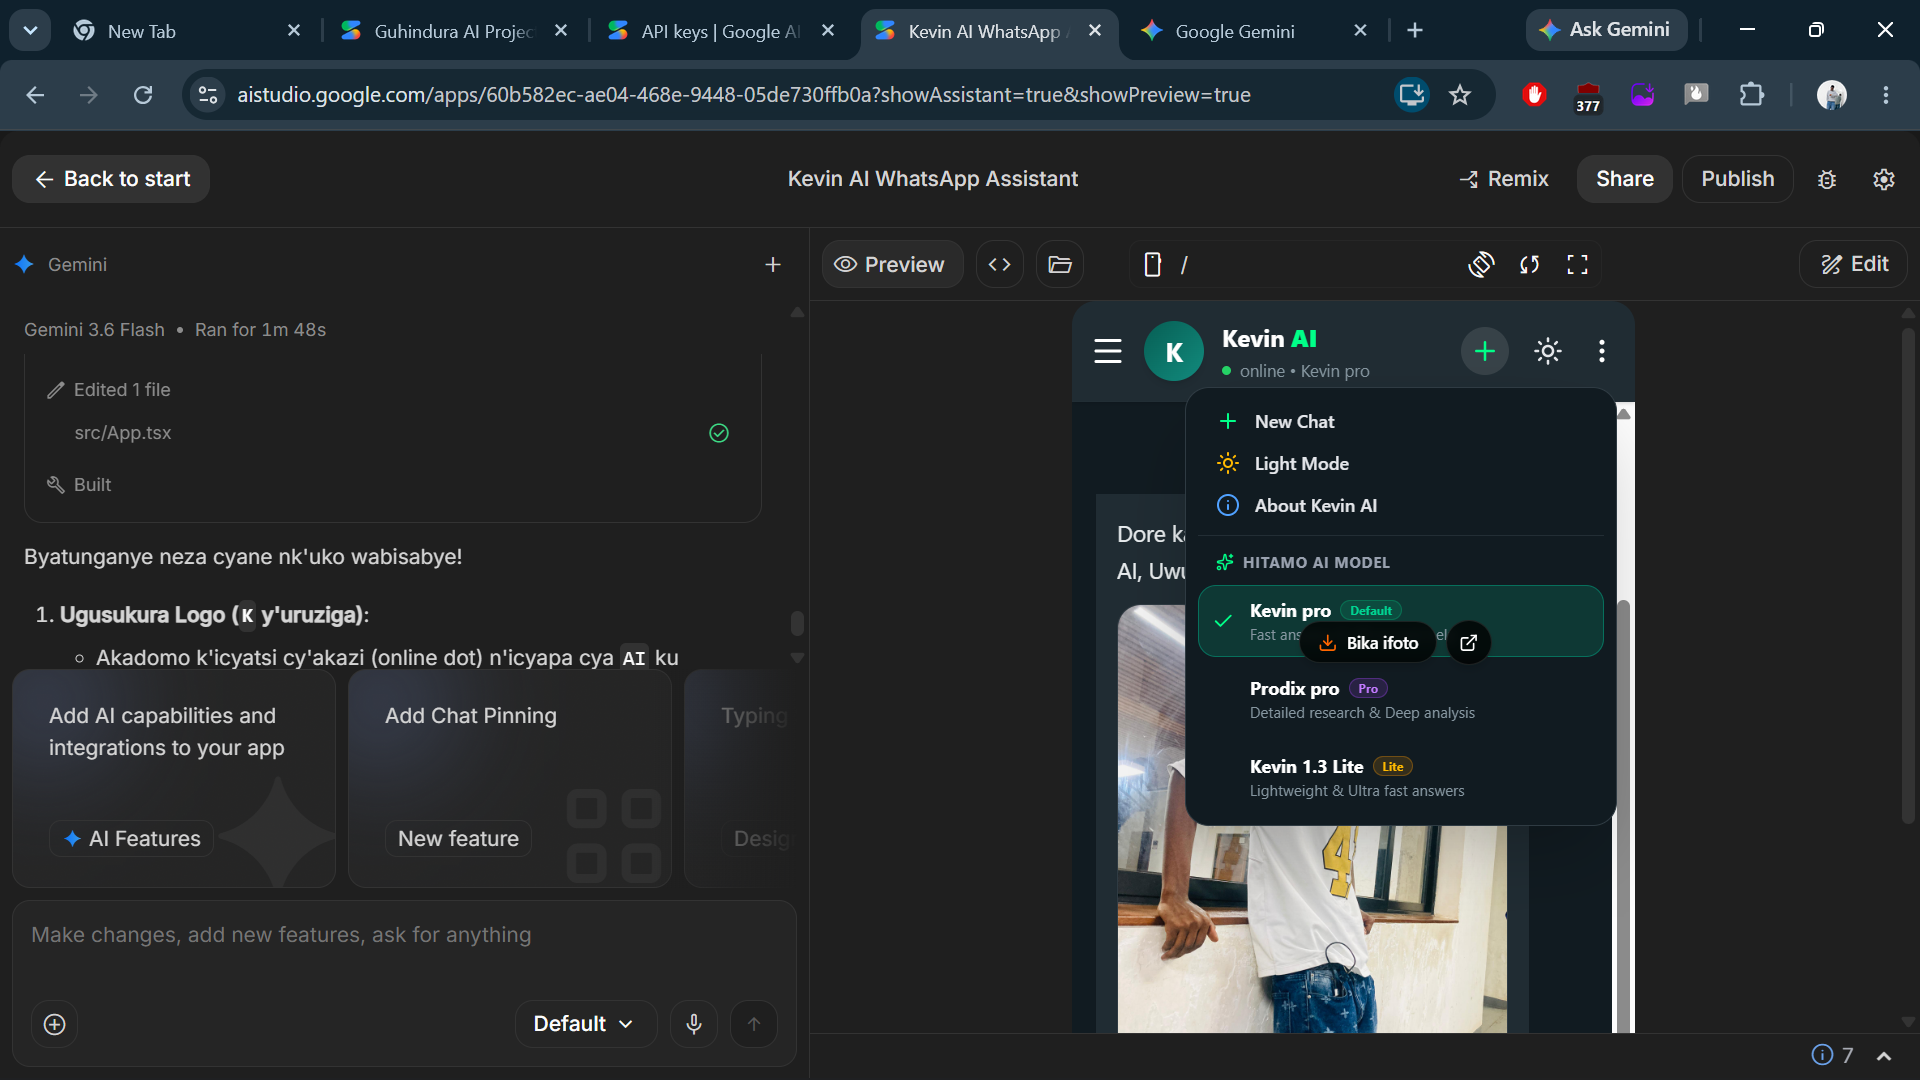 New Tab
Guhindura AI Projec
API keys | Google AI
Kevin AI WhatsApp
Google Gemini
Ask Gemini
aistudio.google.com/apps/60b582ec-ae04-468e-9448-05de730ffb0a?showAssistant=true&showPreview=true
377
Back to start
Kevin AI WhatsApp Assistant
Remix
Share
Publish
Gemini
Preview
/
Edit
Gemini 3.6 Flash • Ran for 1m 48s
Edited 1 file
src/App.tsx
Built
Byatunganye neza cyane nk'uko wabisabye!
1. Ugusukura Logo (K y'uruziga):
Akadomo k'icyatsi cy'akazi (online dot) n'icyapa cya AI ku
Add AI capabilities and
integrations to your app
AI Features
Add Chat Pinning
New feature
Typing
Desig
Make changes, add new features, ask for anything
Default
K
Kevin AI
online • Kevin pro
New Chat
Light Mode
About Kevin AI
HITAMO AI MODEL
Kevin pro Default
Fast ans
Bika ifoto
Prodix pro Pro
Detailed research & Deep analysis
Kevin 1.3 Lite Lite
Lightweight & Ultra fast answers
Dore ka
AI, Uwu
4
7